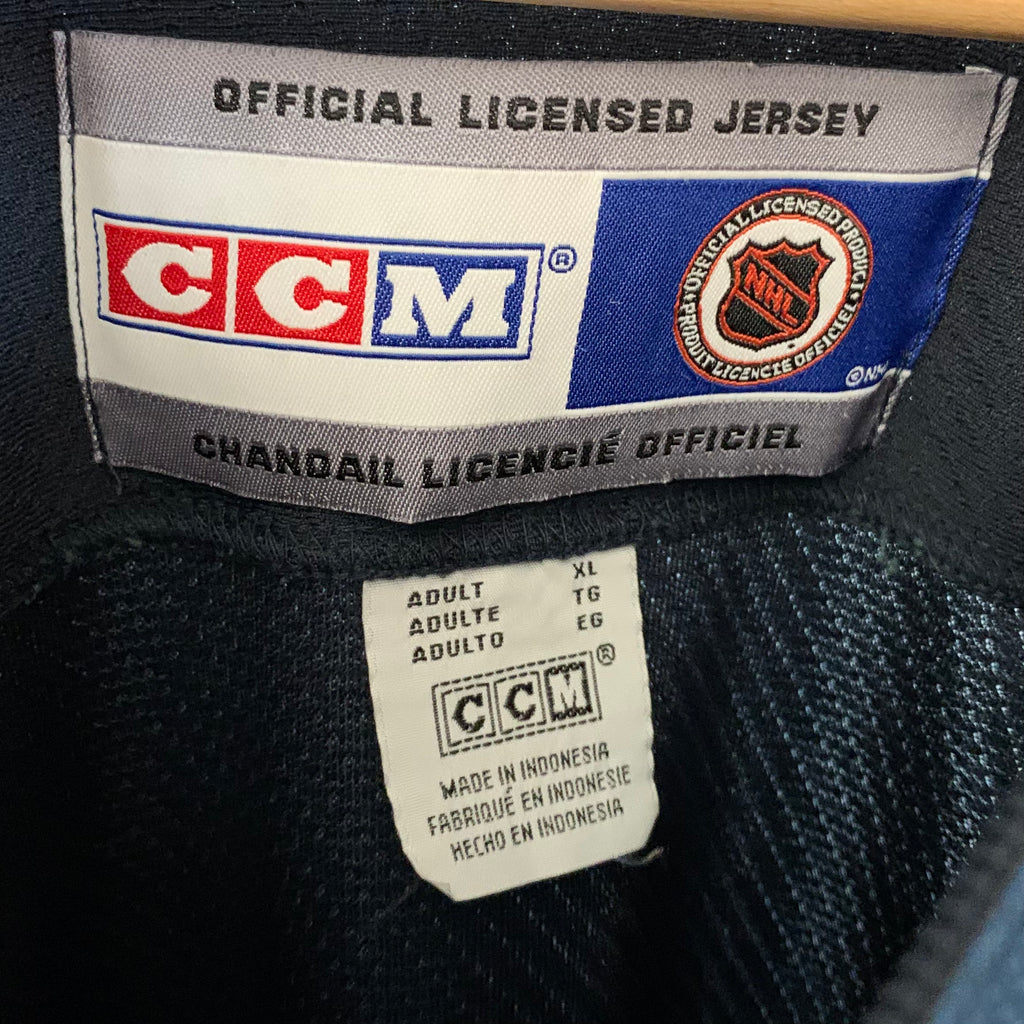 OFFICIAL LICENSED JERSEY
CCM®
OFFICIAL LICENSED PRODUCT
NHL
PRODUIT LICENCIE OFFICIEL
CHANDAIL LICENCIÉ OFFICIEL
ADULT XL
ADULTE TG
ADULTO EG
CCM®
MADE IN INDONESIA
FABRIQUÉ EN INDONESIE
HECHO EN INDONESIA